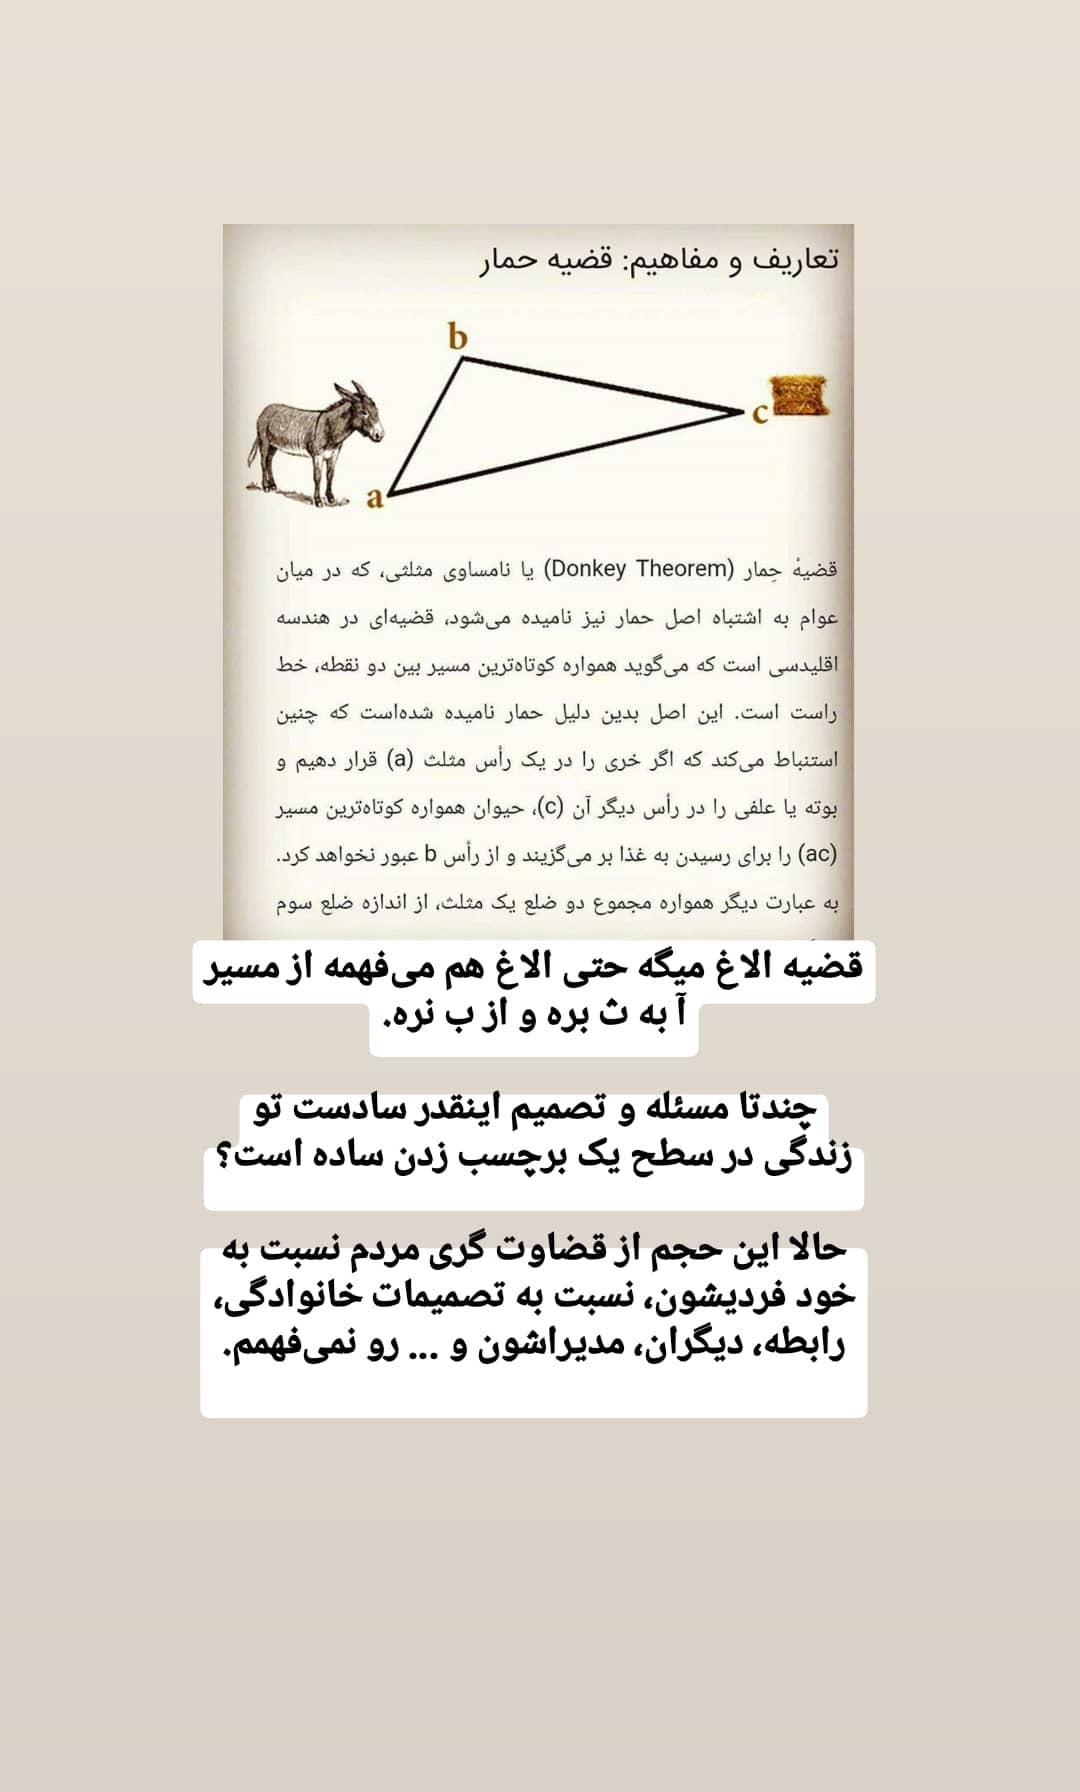 تعاریف و مفاهیم: قضیه حمار
b
c
a
قضیهٔ حِمار (Donkey Theorem) یا نامساوی مثلثی، که در میان
عوام به اشتباه اصل حمار نیز نامیده می‌شود، قضیه‌ای در هندسه
اقلیدسی است که می‌گوید همواره کوتاه‌ترین مسیر بین دو نقطه، خط
راست است. این اصل بدین دلیل حمار نامیده شده‌است که چنین
استنباط می‌کند که اگر خری را در یک رأس مثلث (a) قرار دهیم و
بوته یا علفی را در رأس دیگر آن (c)، حیوان همواره کوتاه‌ترین مسیر
(ac) را برای رسیدن به غذا بر می‌گزیند و از رأس b عبور نخواهد کرد.
به عبارت دیگر همواره مجموع دو ضلع یک مثلث، از اندازه ضلع سوم
قضیه الاغ میگه حتی الاغ هم می‌فهمه از مسیر
آ به ث بره و از ب نره.
چندتا مسئله و تصمیم اینقدر سادست تو
زندگی در سطح یک برچسب زدن ساده است؟
حالا این حجم از قضاوت گری مردم نسبت به
خود فردیشون، نسبت به تصمیمات خانوادگی،
رابطه، دیگران، مدیراشون و ... رو نمی‌فهمم.